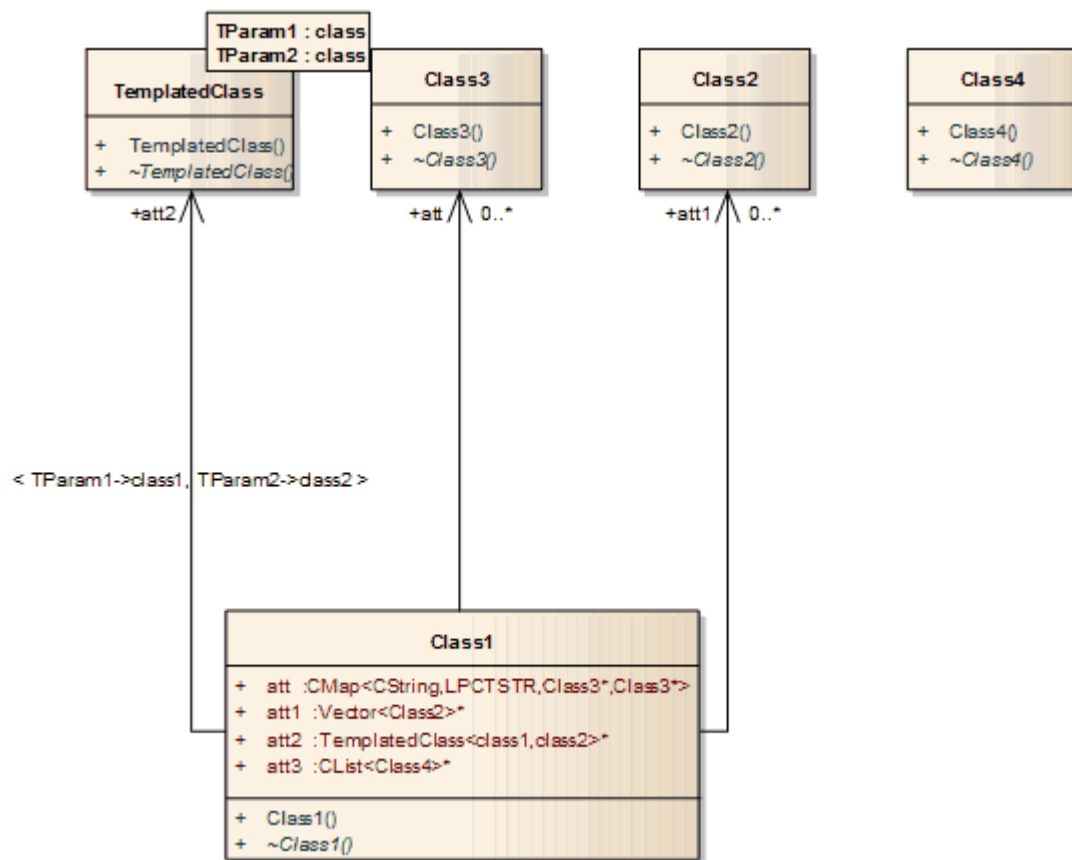 TParam1 : class
TParam2 : class
TemplatedClass
+ TemplatedClass()
+ ~TemplatedClass()
Class3
+ Class3()
+ ~Class3()
Class2
+ Class2()
+ ~Class2()
Class4
+ Class4()
+ ~Class4()
+att2
+att 0..*
+att1 0..*
< TParam1->class1, TParam2->class2 >
Class1
+ att :CMap<CString,LPCTSTR,Class3*,Class3*>
+ att1 :Vector<Class2>*
+ att2 :TemplatedClass<class1,class2>*
+ att3 :CList<Class4>*
+ Class1()
+ ~Class1()